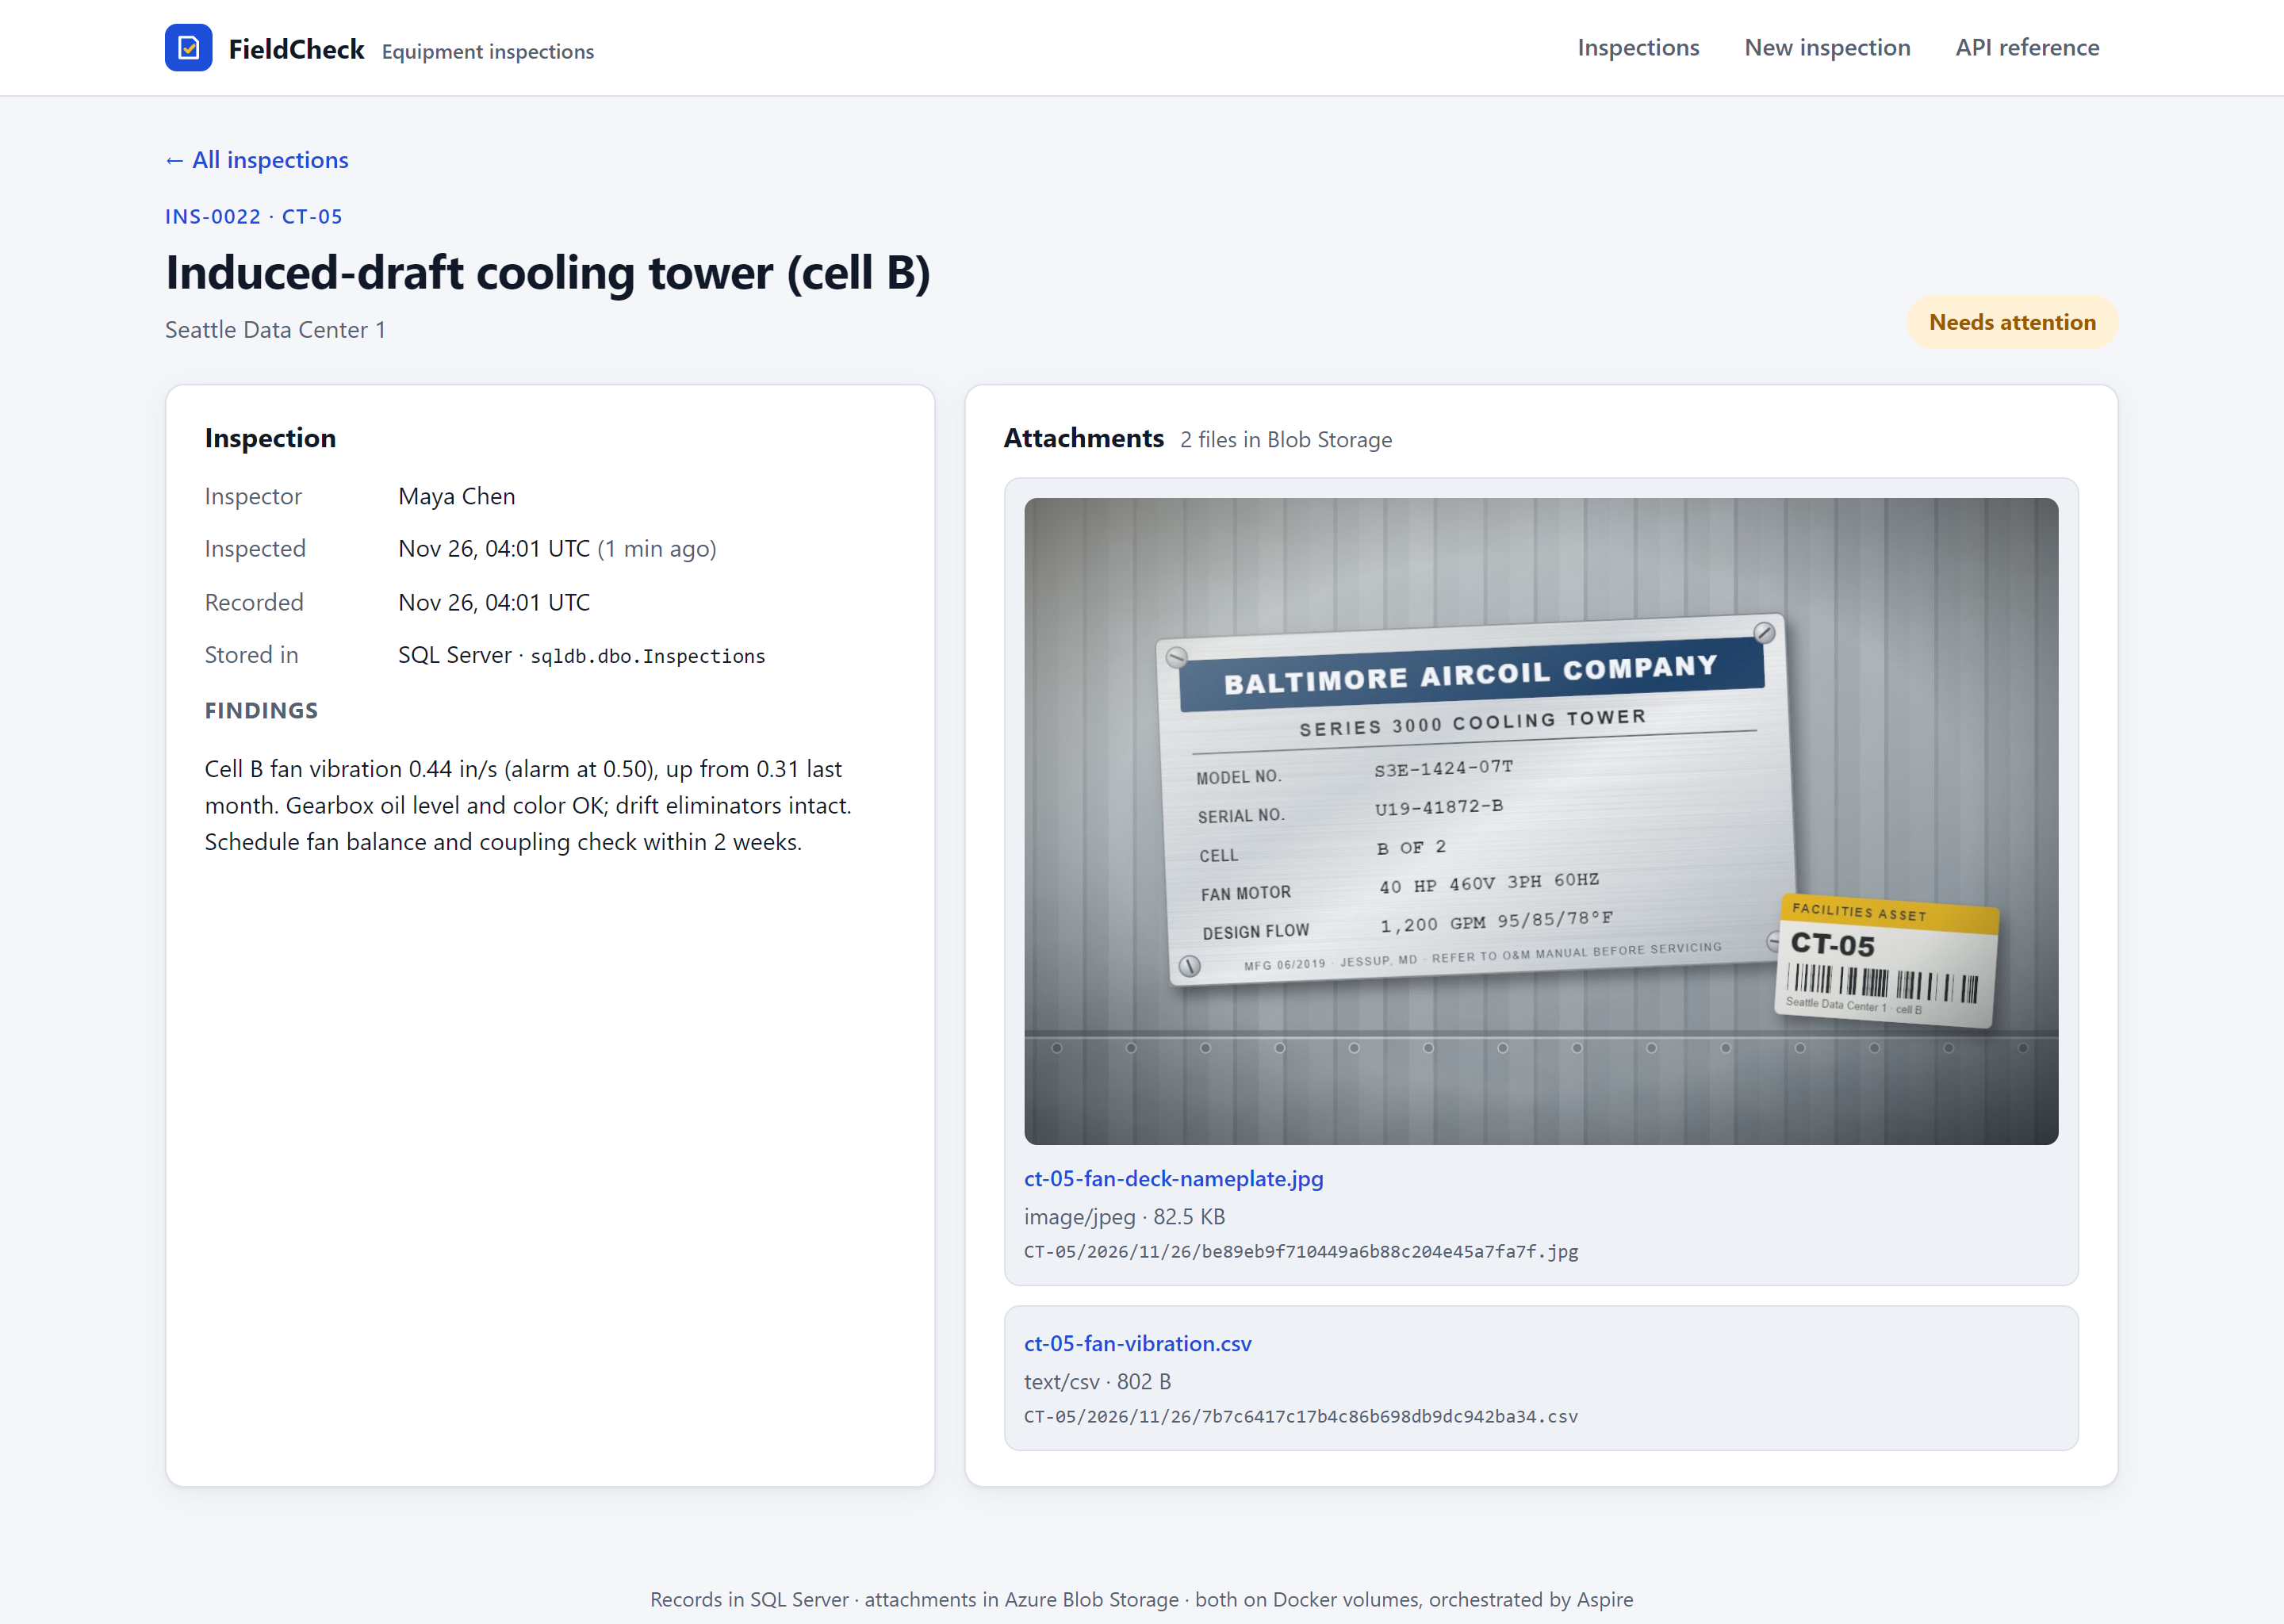 FieldCheck Equipment inspections
Inspections New inspection API reference
← All inspections
INS-0022 · CT-05
Induced-draft cooling tower (cell B)
Seattle Data Center 1
Needs attention
Inspection
Inspector Maya Chen
Inspected Nov 26, 04:01 UTC (1 min ago)
Recorded Nov 26, 04:01 UTC
Stored in SQL Server · sqldb.dbo.Inspections
FINDINGS
Cell B fan vibration 0.44 in/s (alarm at 0.50), up from 0.31 last
month. Gearbox oil level and color OK; drift eliminators intact.
Schedule fan balance and coupling check within 2 weeks.
Attachments 2 files in Blob Storage
BALTIMORE AIRCOIL COMPANY
SERIES 3000 COOLING TOWER
MODEL NO. S3E-1424-07T
SERIAL NO. U19-41872-B
CELL B OF 2
FAN MOTOR 40 HP 460V 3PH 60HZ
DESIGN FLOW 1,200 GPM 95/85/78°F
MFG 06/2019 · JESSUP, MD · REFER TO O&M MANUAL BEFORE SERVICING
FACILITIES ASSET
CT-05
Seattle Data Center 1 · cell B
ct-05-fan-deck-nameplate.jpg
image/jpeg · 82.5 KB
CT-05/2026/11/26/be89eb9f710449a6b88c204e45a7fa7f.jpg
ct-05-fan-vibration.csv
text/csv · 802 B
CT-05/2026/11/26/7b7c6417c17b4c86b698db9dc942ba34.csv
Records in SQL Server · attachments in Azure Blob Storage · both on Docker volumes, orchestrated by Aspire